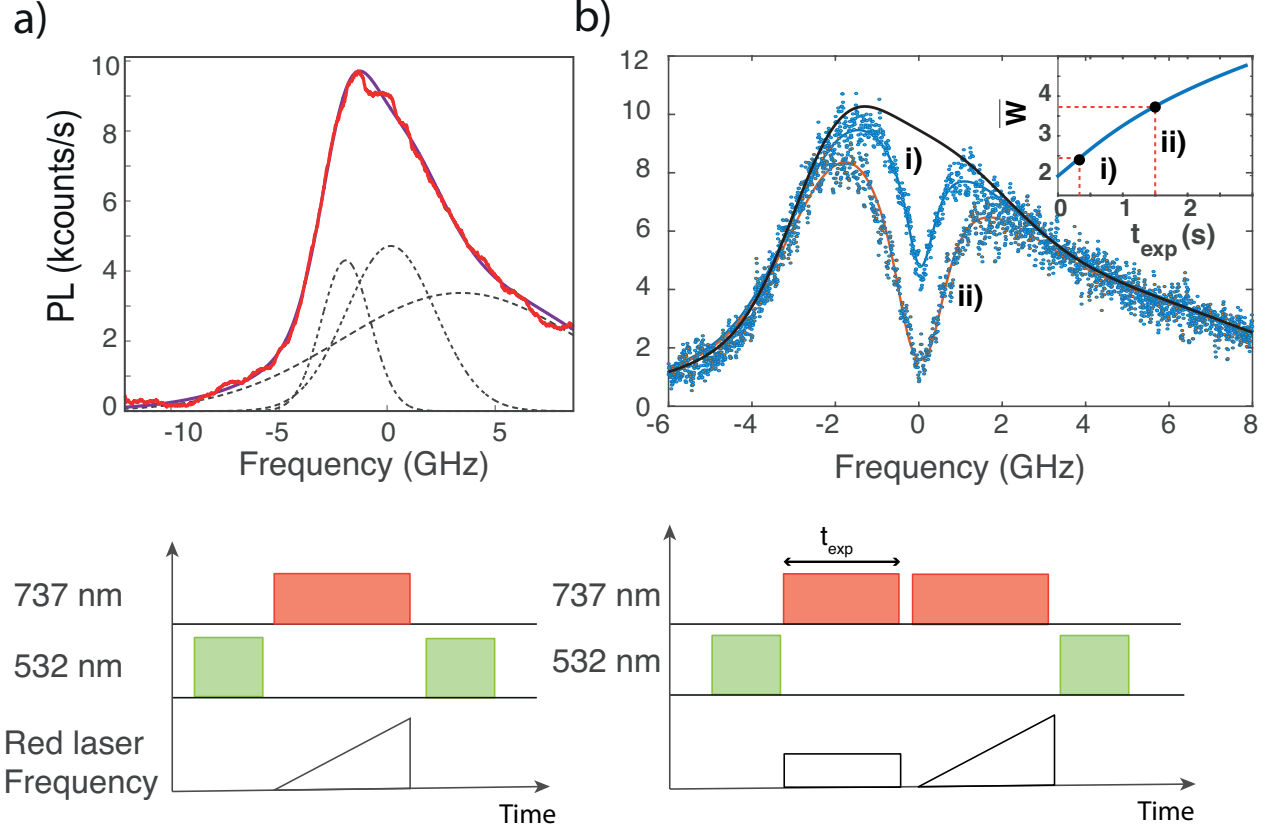 a)
b)
PL (kcounts/s)
10
8
6
4
2
0
-10
-5
0
5
Frequency (GHz)
12
10
8
6
4
2
0
-6
-4
-2
0
2
4
6
8
Frequency (GHz)
i)
ii)
W
4
3
2
0
1
2
i)
ii)
texp (s)
737 nm
532 nm
Red laser
Frequency
Time
texp
737 nm
532 nm
Time